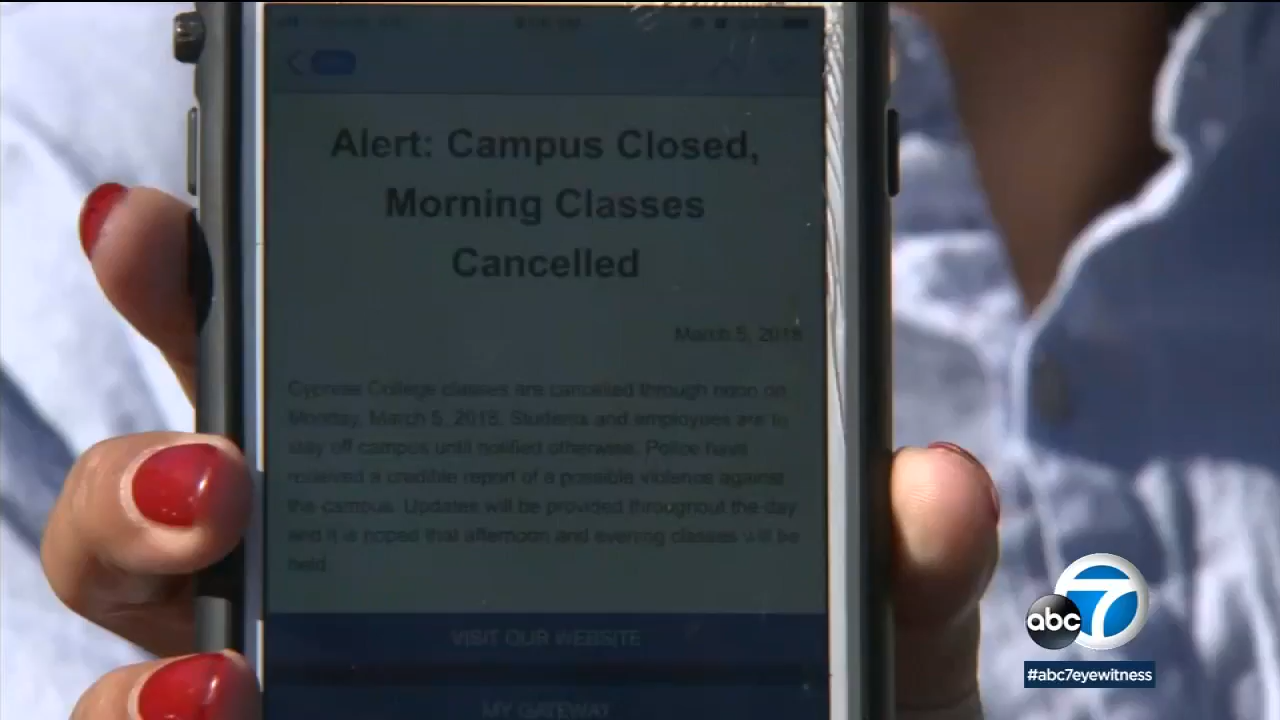 Alert: Campus Closed,
Morning Classes
Cancelled
March 5, 2018
Cypress College classes are cancelled through noon on
Monday, March 5, 2018. Students and employees are to
stay off campus until notified otherwise. Police have
received a credible report of a possible violence against
the campus. Updates will be provided throughout the day
and it is hoped that afternoon and evening classes will be
held.
VISIT OUR WEBSITE
MY GATEWAY
abc 7
#abc7eyewitness